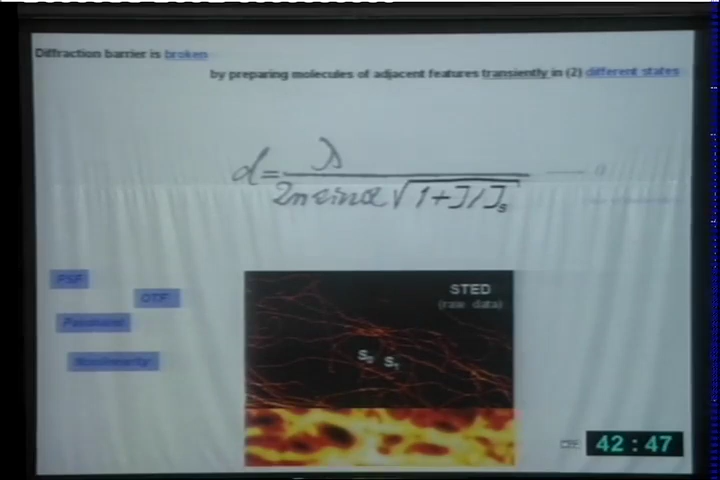 Diffraction barrier is broken
by preparing molecules of adjacent features transiently in (2) different states
d = λ / 2n sinα √(1+I/Is)
PSF
OTF
Nonlinearity
STED
(raw data)
S0 S1
42:47